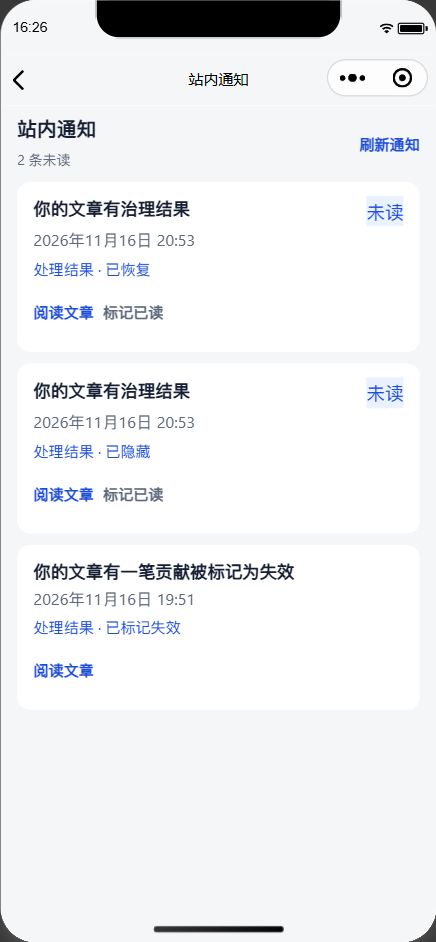 16:26
站内通知
站内通知
2 条未读
刷新通知
你的文章有治理结果
未读
2026年11月16日 20:53
处理结果 · 已恢复
阅读文章 标记已读
你的文章有治理结果
未读
2026年11月16日 20:53
处理结果 · 已隐藏
阅读文章 标记已读
你的文章有一笔贡献被标记为失效
2026年11月16日 19:51
处理结果 · 已标记失效
阅读文章